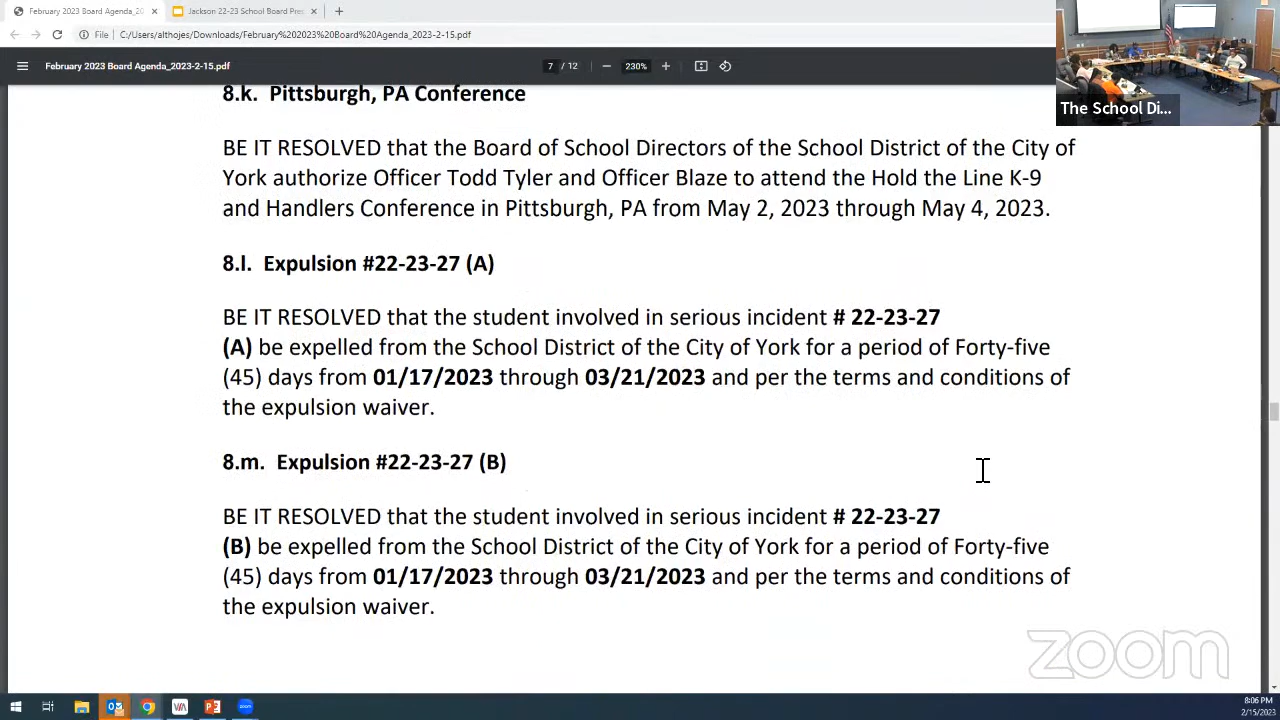 February 2023 Board Agenda_20
Jackson 22-23 School Board Pres
File
C:/Users/althojes/Downloads/February%202023%20Board%20Agenda_2023-2-15.pdf
February 2023 Board Agenda_2023-2-15.pdf
7 / 12
230%
The School Di...
8.k. Pittsburgh, PA Conference
BE IT RESOLVED that the Board of School Directors of the School District of the City of
York authorize Officer Todd Tyler and Officer Blaze to attend the Hold the Line K-9
and Handlers Conference in Pittsburgh, PA from May 2, 2023 through May 4, 2023.
8.l. Expulsion #22-23-27 (A)
BE IT RESOLVED that the student involved in serious incident # 22-23-27
(A) be expelled from the School District of the City of York for a period of Forty-five
(45) days from 01/17/2023 through 03/21/2023 and per the terms and conditions of
the expulsion waiver.
8.m. Expulsion #22-23-27 (B)
BE IT RESOLVED that the student involved in serious incident # 22-23-27
(B) be expelled from the School District of the City of York for a period of Forty-five
(45) days from 01/17/2023 through 03/21/2023 and per the terms and conditions of
the expulsion waiver.
zoom
8:06 PM
2/15/2023